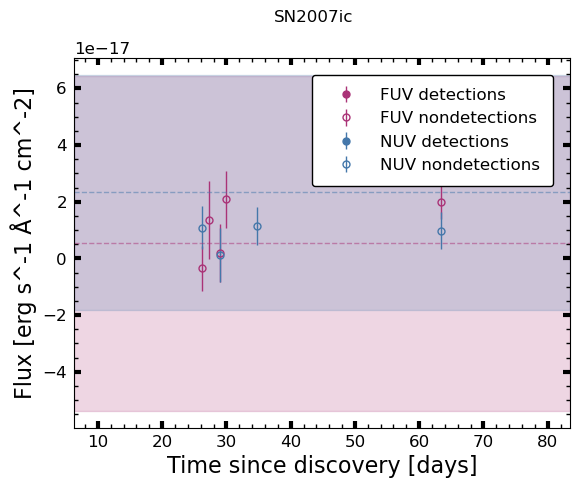 SN2007ic
1e−17
6
4
2
0
−2
−4
Flux [erg s^-1 Å^-1 cm^-2]
FUV detections
FUV nondetections
NUV detections
NUV nondetections
10 20 30 40 50 60 70 80
Time since discovery [days]